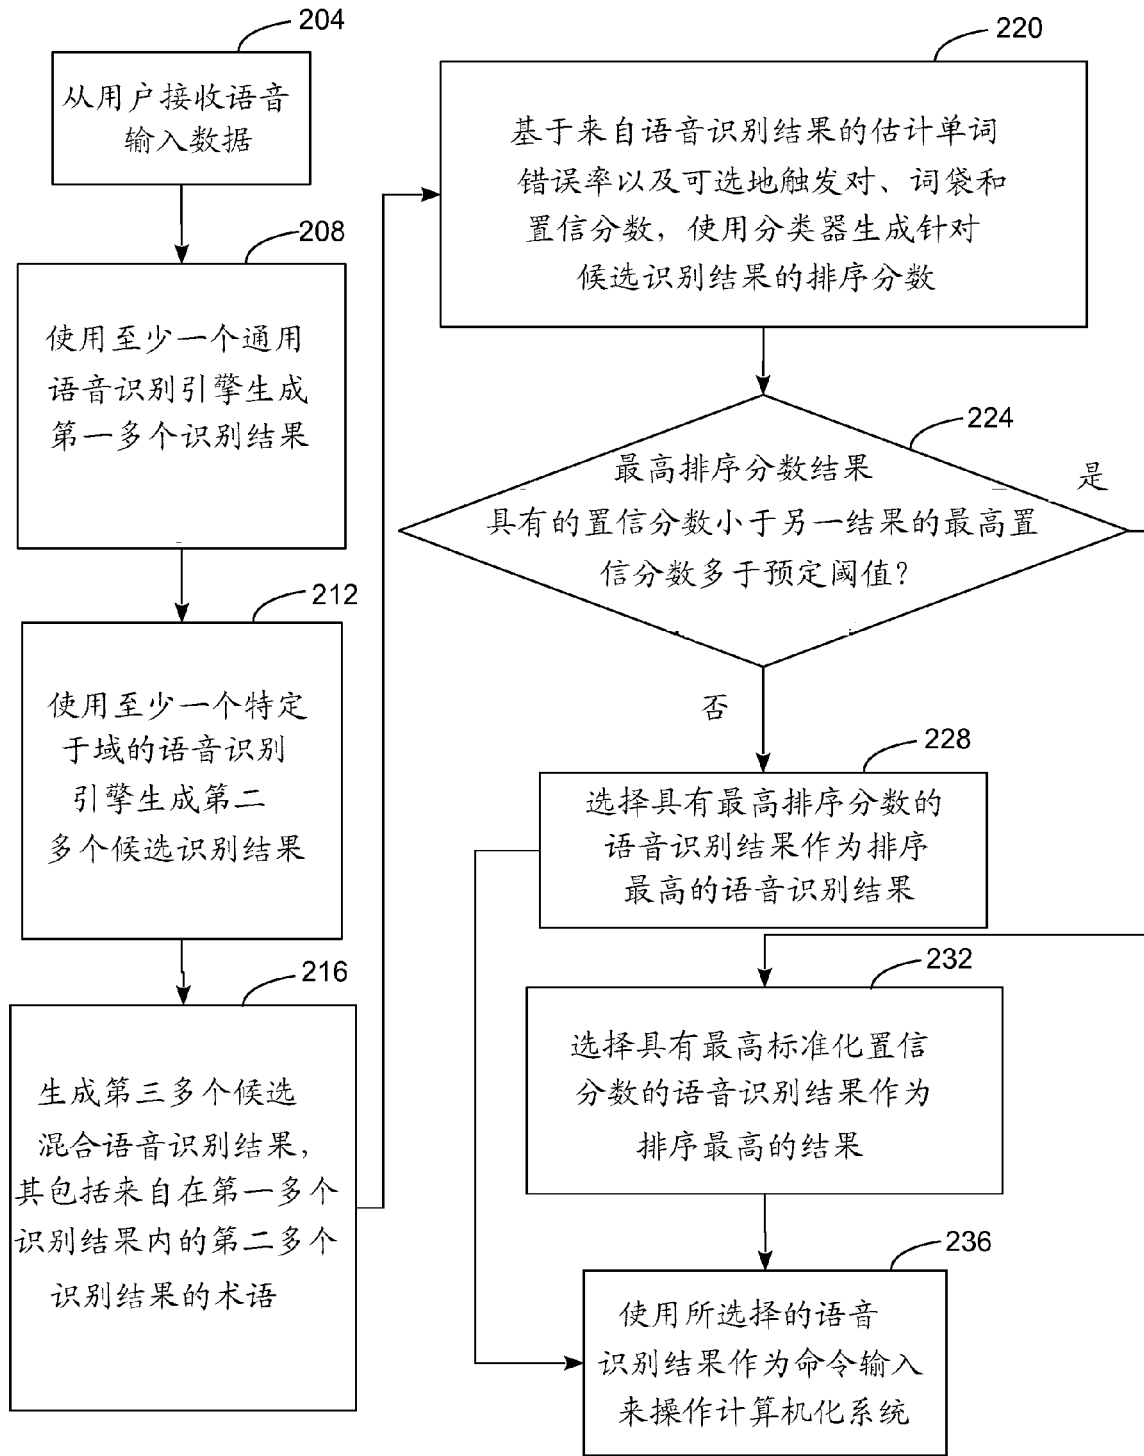 204
从用户接收语音
输入数据
208
使用至少一个通用
语音识别引擎生成
第一多个识别结果
212
使用至少一个特定
于域的语音识别
引擎生成第二
多个候选识别结果
216
生成第三多个候选
混合语音识别结果,
其包括来自在第一多个
识别结果内的第二多个
识别结果的术语
220
基于来自语音识别结果的估计单词
错误率以及可选地触发对、词袋和
置信分数，使用分类器生成针对
候选识别结果的排序分数
224
最高排序分数结果
具有的置信分数小于另一结果的最高置
信分数多于预定阈值?
是
否
228
选择具有最高排序分数的
语音识别结果作为排序
最高的语音识别结果
232
选择具有最高标准化置信
分数的语音识别结果作为
排序最高的结果
236
使用所选择的语音
识别结果作为命令输入
来操作计算机化系统